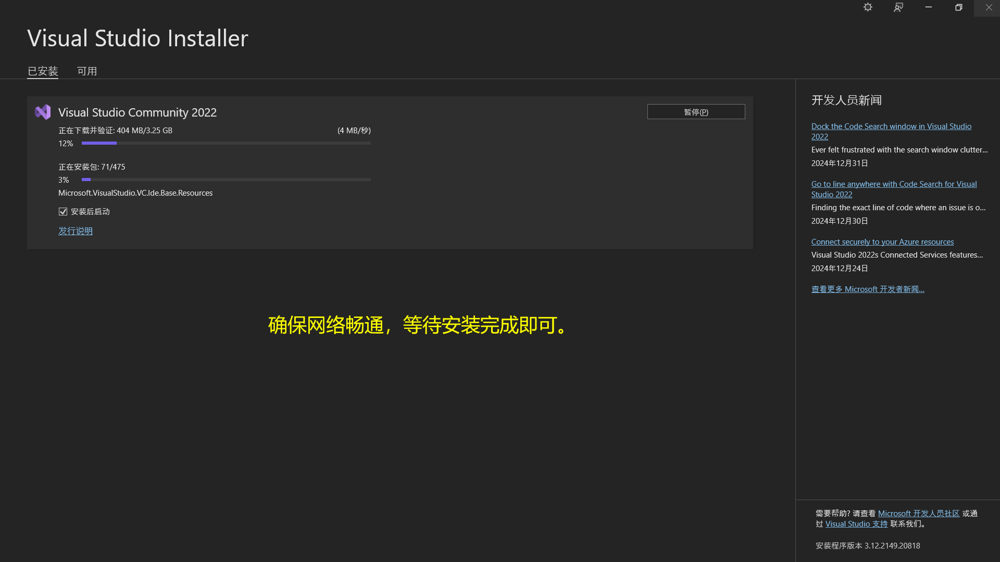 Visual Studio Installer
已安装 可用
Visual Studio Community 2022
暂停(P)
正在下载并验证: 404 MB/3.25 GB (4 MB/秒)
12%
正在安装包: 71/475
3%
Microsoft.VisualStudio.VC.Ide.Base.Resources
安装后启动
发行说明
确保网络畅通，等待安装完成即可。
开发人员新闻
Dock the Code Search window in Visual Studio
2022
Ever felt frustrated with the search window clutter...
2024年12月31日
Go to line anywhere with Code Search for Visual
Studio 2022
Finding the exact line of code where an issue is o...
2024年12月30日
Connect securely to your Azure resources
Visual Studio 2022s Connected Services features...
2024年12月24日
查看更多 Microsoft 开发者新闻...
需要帮助? 请查看 Microsoft 开发人员社区 或通
过 Visual Studio 支持 联系我们。
安装程序版本 3.12.2149.20818